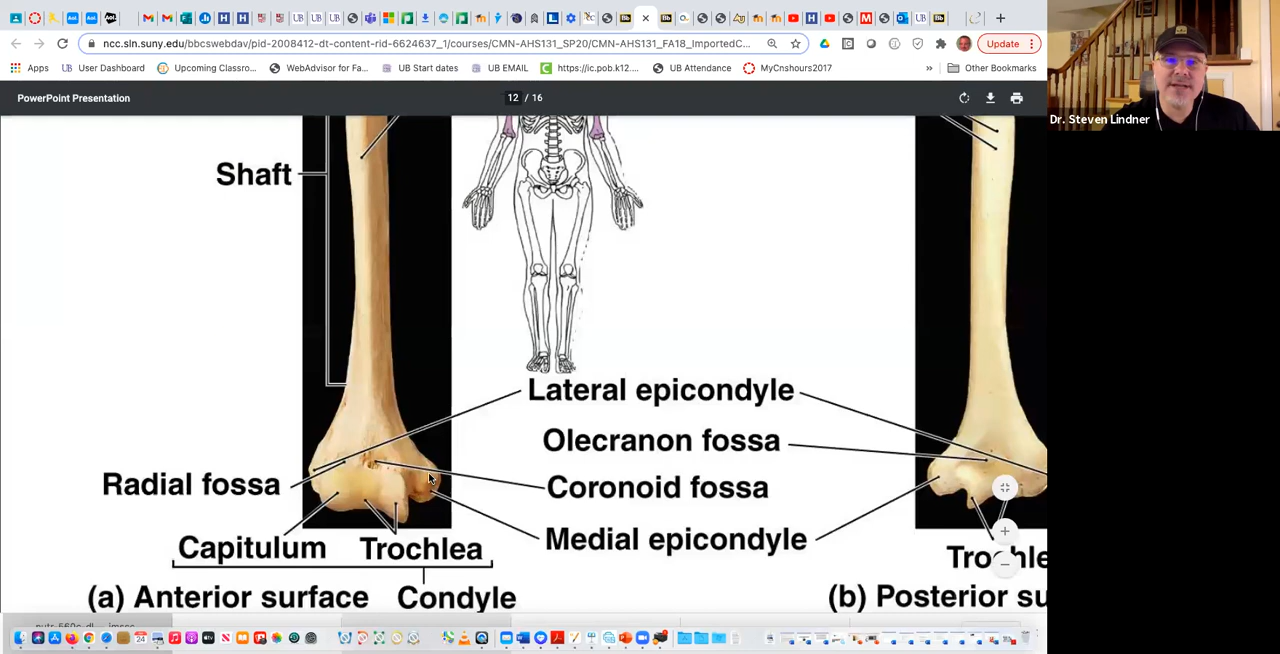 ncc.sln.suny.edu/bbcswebdav/pid-2008412-dt-content-rid-6624637_1/courses/CMN-AHS131_SP20/CMN-AHS131_FA18_ImportedC...
Update
Apps
User Dashboard
Upcoming Classro...
WebAdvisor for Fa...
UB Start dates
UB EMAIL
https://ic.pob.k12....
UB Attendance
MyCnshours2017
»
Other Bookmarks
PowerPoint Presentation
12 / 16
Dr. Steven Lindner
Shaft
Lateral epicondyle
Olecranon fossa
Radial fossa
Coronoid fossa
Medial epicondyle
Capitulum
Trochlea
(a) Anterior surface
Condyle
Trochle
(b) Posterior su